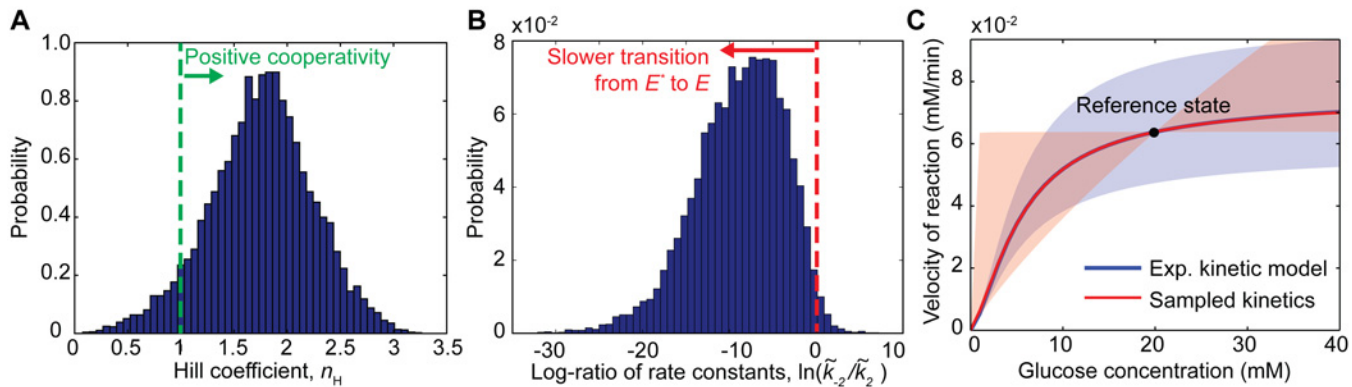 A
Positive cooperativity
1.0
0.8
0.6
0.4
0.2
0
Probability
0 0.5 1 1.5 2 2.5 3 3.5
Hill coefficient, n_H
B
x10^-2
Slower transition
from E* to E
8
6
4
2
0
Probability
-30 -20 -10 0 10
Log-ratio of rate constants, ln(k̃_-2/k̃_2)
C
x10^-2
8
6
4
2
0
Velocity of reaction (mM/min)
Reference state
Exp. kinetic model
Sampled kinetics
0 10 20 30 40
Glucose concentration (mM)